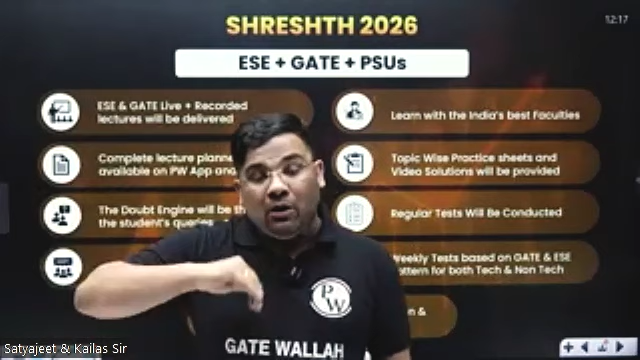 SHRESHTH 2026
12:17
ESE + GATE + PSUs
ESE & GATE Live + Recorded
lectures will be delivered
Learn with the India's best Faculties
Complete lecture planne
available on PW App and
Topic Wise Practice sheets and
Video Solutions will be provided
The Doubt Engine will be th
the student's queries
Regular Tests Will Be Conducted
Weekly Tests based on GATE & ESE
pattern for both Tech & Non Tech
&
PW
GATE WALLAH
Satyajeet & Kailas Sir